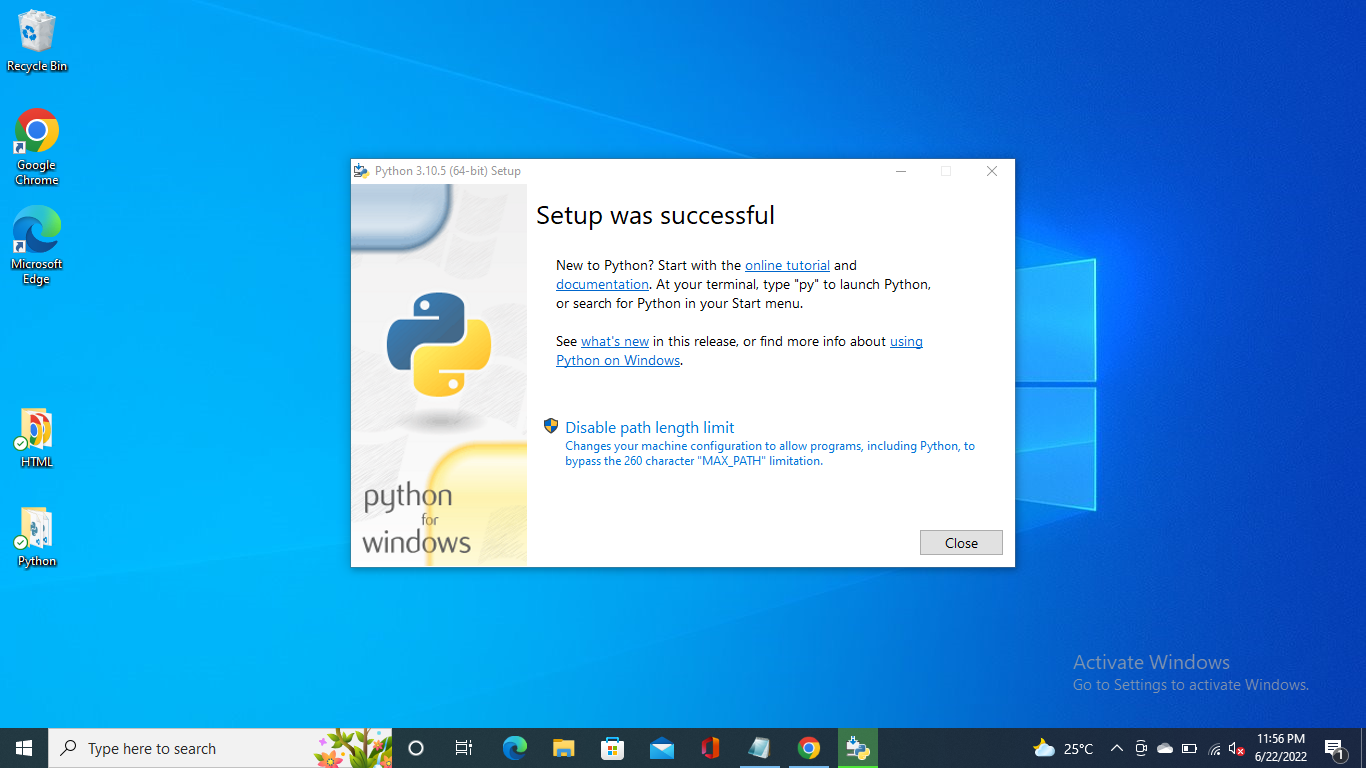 Recycle Bin
Google
Chrome
Microsoft
Edge
HTML
Python
Python 3.10.5 (64-bit) Setup
Setup was successful
New to Python? Start with the online tutorial and
documentation. At your terminal, type "py" to launch Python,
or search for Python in your Start menu.
See what's new in this release, or find more info about using
Python on Windows.
Disable path length limit
Changes your machine configuration to allow programs, including Python, to
bypass the 260 character "MAX_PATH" limitation.
python
for
windows
Close
Activate Windows
Go to Settings to activate Windows.
Type here to search
25°C
11:56 PM
6/22/2022
1